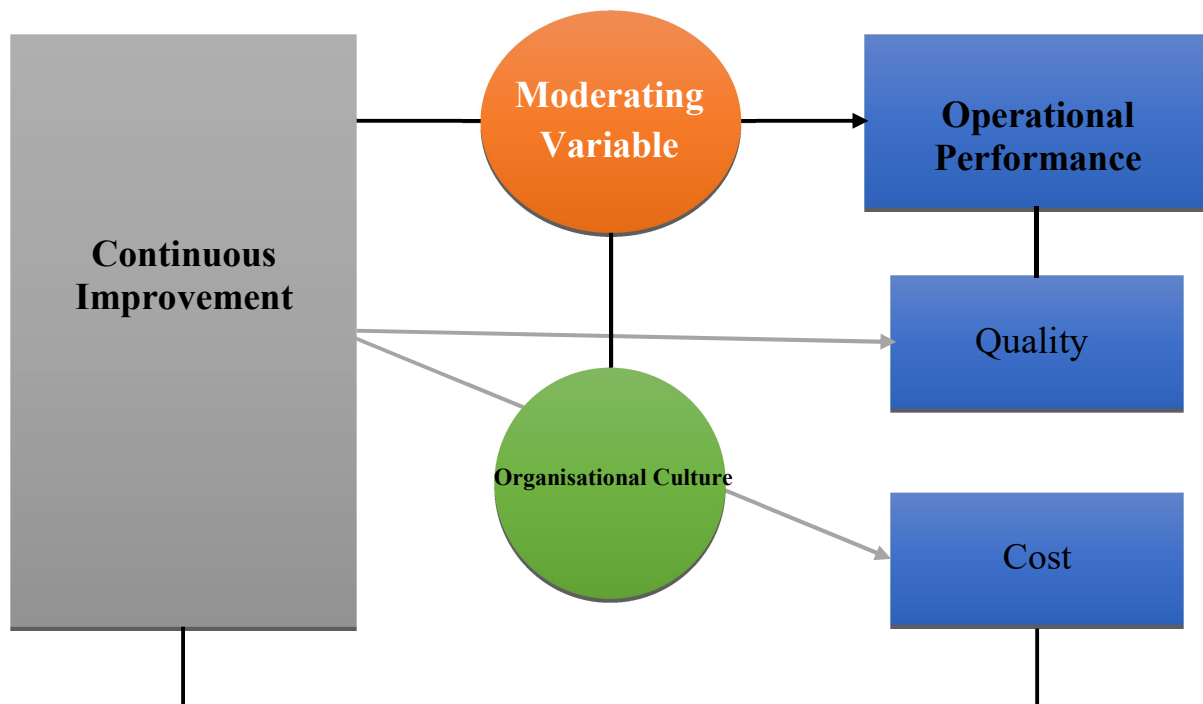 Moderating
Variable
Operational
Performance
Continuous
Improvement
Quality
Organisational Culture
Cost